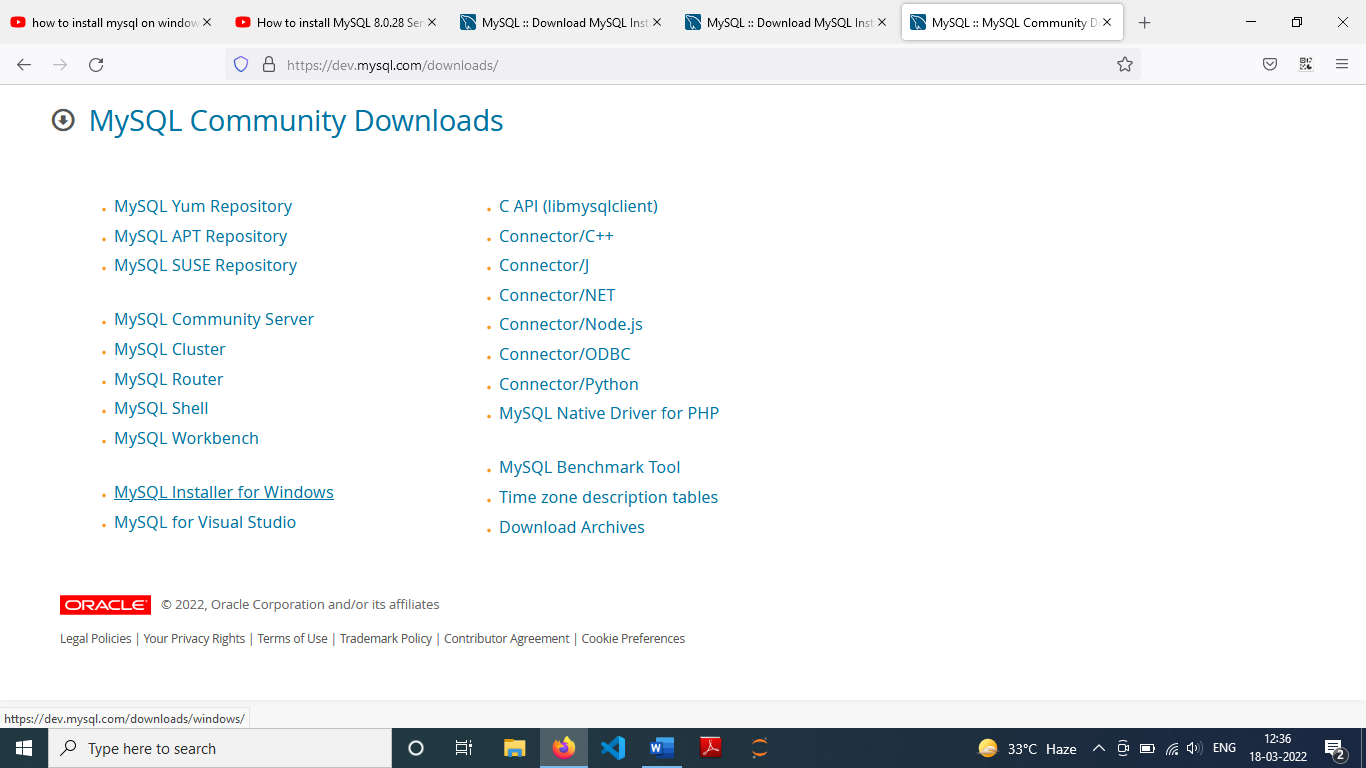 how to install mysql on window
How to install MySQL 8.0.28 Ser
MySQL :: Download MySQL Inst
MySQL :: Download MySQL Inst
MySQL :: MySQL Community D
https://dev.mysql.com/downloads/
MySQL Community Downloads
MySQL Yum Repository
MySQL APT Repository
MySQL SUSE Repository
MySQL Community Server
MySQL Cluster
MySQL Router
MySQL Shell
MySQL Workbench
MySQL Installer for Windows
MySQL for Visual Studio
C API (libmysqlclient)
Connector/C++
Connector/J
Connector/NET
Connector/Node.js
Connector/ODBC
Connector/Python
MySQL Native Driver for PHP
MySQL Benchmark Tool
Time zone description tables
Download Archives
ORACLE © 2022, Oracle Corporation and/or its affiliates
Legal Policies | Your Privacy Rights | Terms of Use | Trademark Policy | Contributor Agreement | Cookie Preferences
https://dev.mysql.com/downloads/windows/
Type here to search
33°C Haze
ENG
12:36
18-03-2022
2